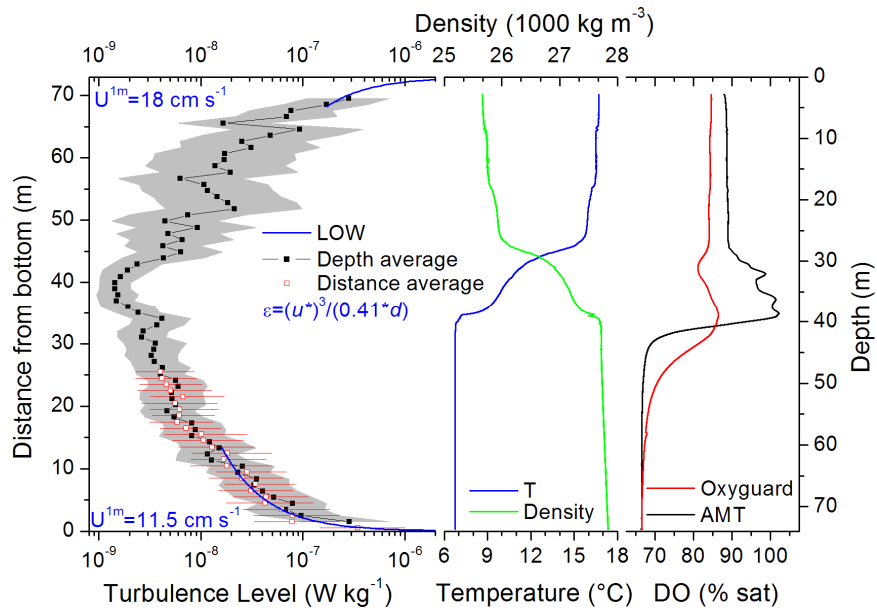 Density (1000 kg m⁻³)
10⁻⁹ 10⁻⁸ 10⁻⁷ 10⁻⁶ 25 26 27 28
70 U¹ᵐ=18 cm s⁻¹ 0
60 10
50 20
40 30
30 40
20 50
10 60
0 70
Distance from bottom (m)
LOW
Depth average
Distance average
ε=(u*)³/(0.41*d)
U¹ᵐ=11.5 cm s⁻¹
T
Density
Oxyguard
AMT
Depth (m)
10⁻⁹ 10⁻⁸ 10⁻⁷ 10⁻⁶ 6 9 12 15 18 70 80 90 100
Turbulence Level (W kg⁻¹) Temperature (°C) DO (% sat)